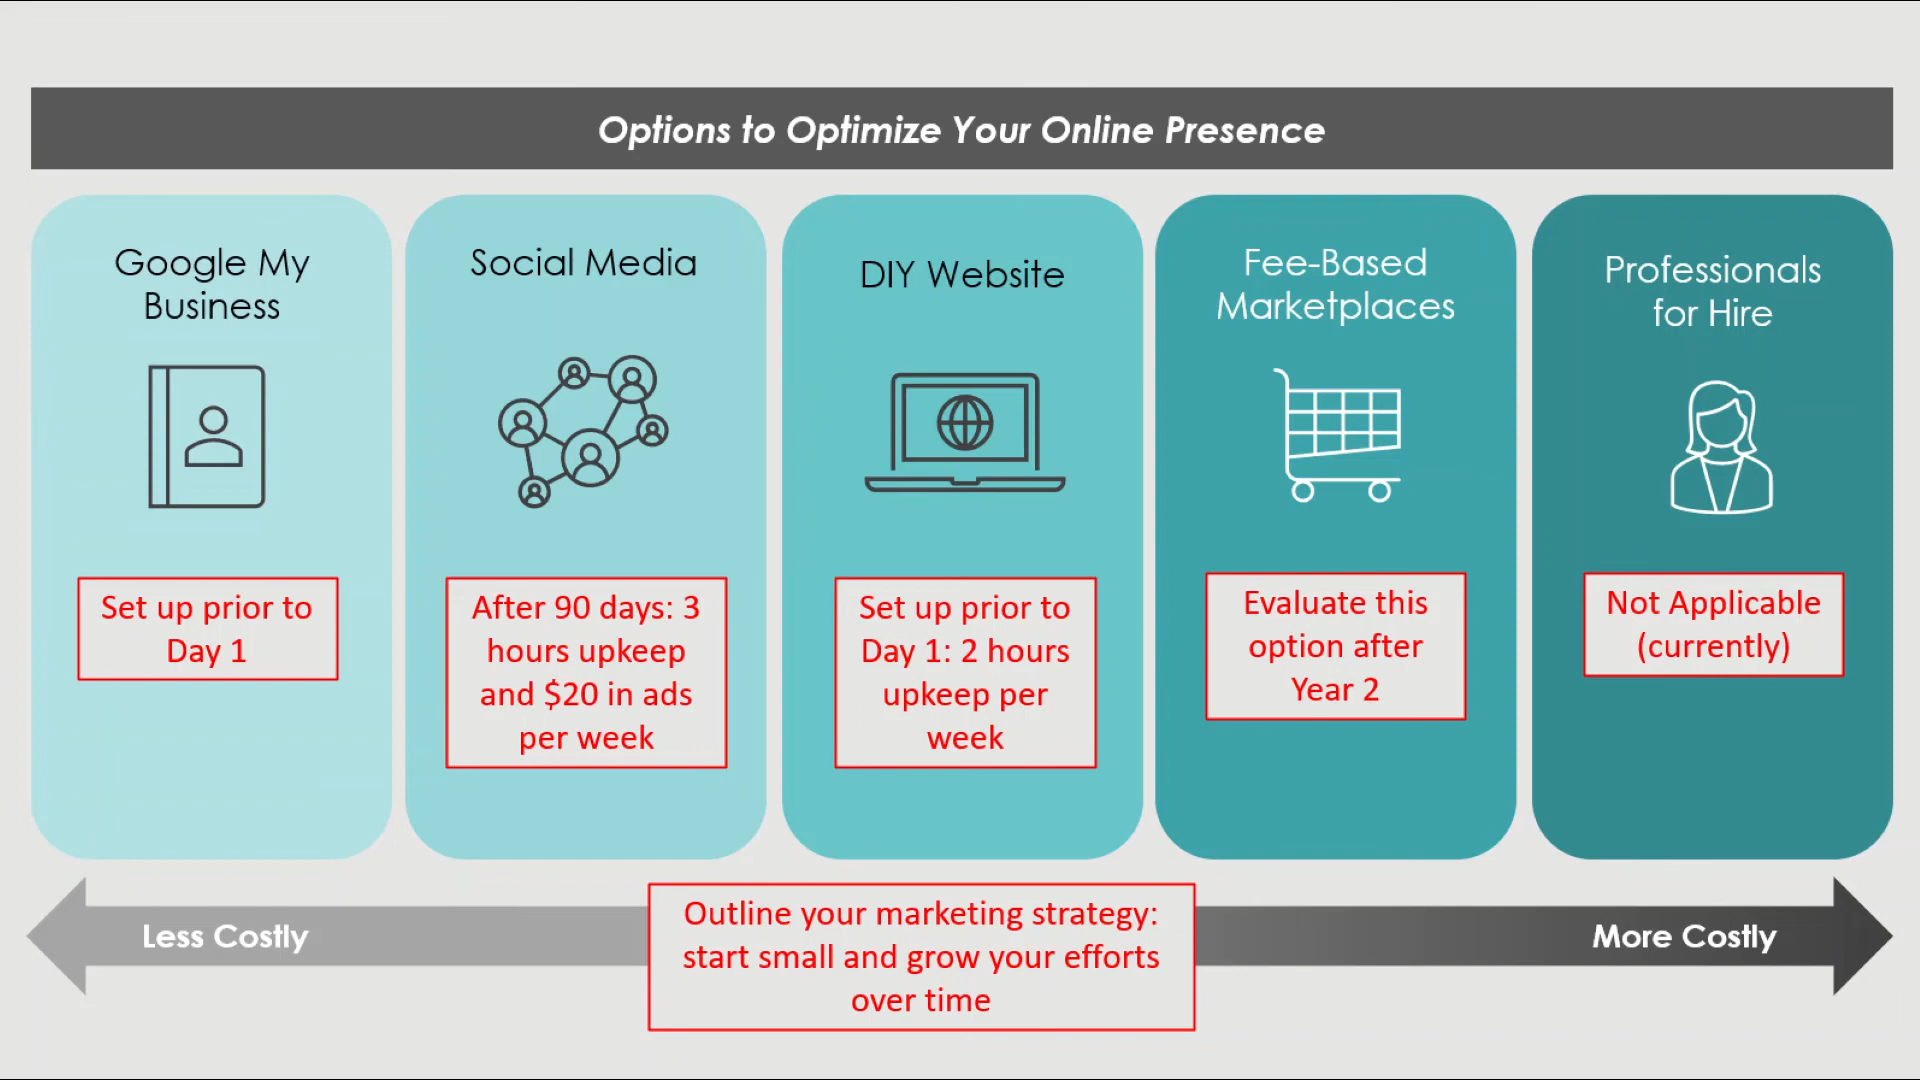 Options to Optimize Your Online Presence
Google My
Business
Set up prior to
Day 1
Social Media
After 90 days: 3
hours upkeep
and $20 in ads
per week
DIY Website
Set up prior to
Day 1: 2 hours
upkeep per
week
Fee-Based
Marketplaces
Evaluate this
option after
Year 2
Professionals
for Hire
Not Applicable
(currently)
Less Costly
Outline your marketing strategy:
start small and grow your efforts
over time
More Costly